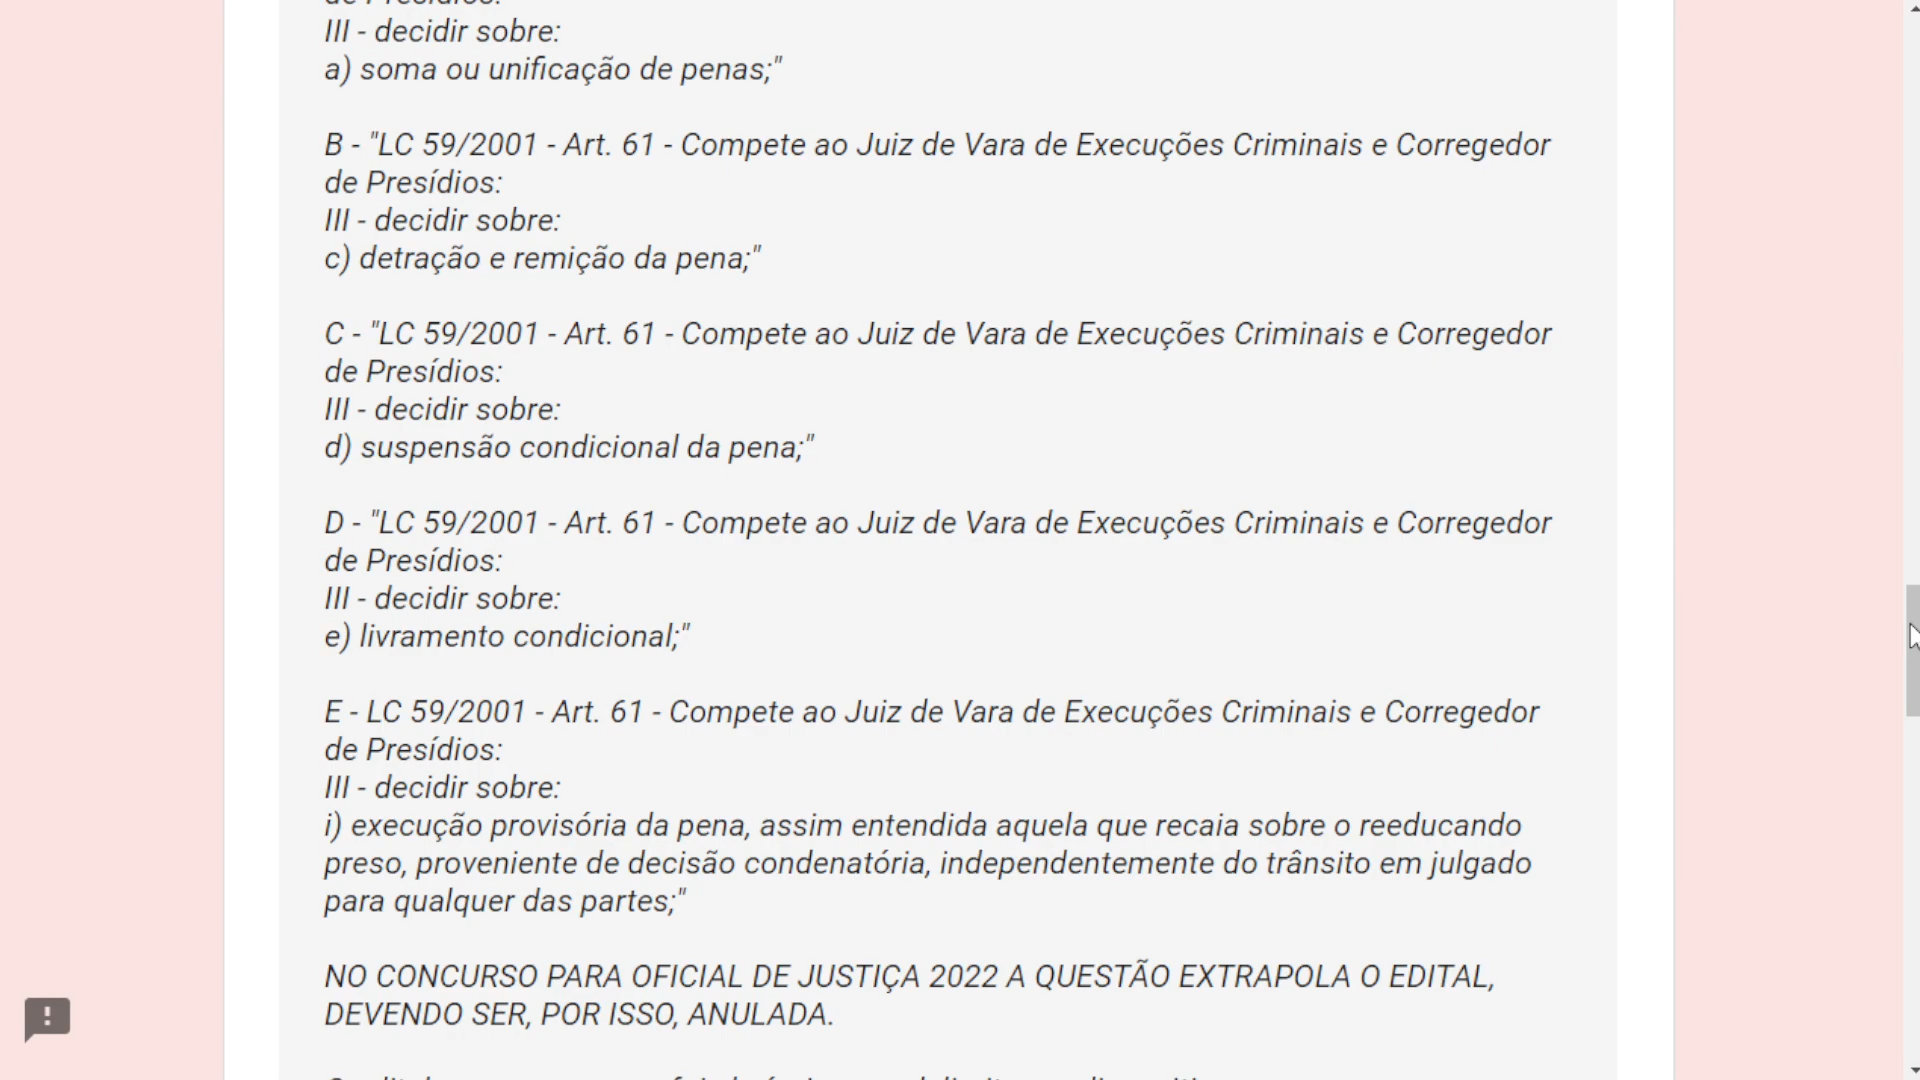 III - decidir sobre:
a) soma ou unificação de penas;"
B - "LC 59/2001 - Art. 61 - Compete ao Juiz de Vara de Execuções Criminais e Corregedor
de Presídios:
III - decidir sobre:
c) detração e remição da pena;"
C - "LC 59/2001 - Art. 61 - Compete ao Juiz de Vara de Execuções Criminais e Corregedor
de Presídios:
III - decidir sobre:
d) suspensão condicional da pena;"
D - "LC 59/2001 - Art. 61 - Compete ao Juiz de Vara de Execuções Criminais e Corregedor
de Presídios:
III - decidir sobre:
e) livramento condicional;"
E - LC 59/2001 - Art. 61 - Compete ao Juiz de Vara de Execuções Criminais e Corregedor
de Presídios:
III - decidir sobre:
i) execução provisória da pena, assim entendida aquela que recaia sobre o reeducando
preso, proveniente de decisão condenatória, independentemente do trânsito em julgado
para qualquer das partes;"
NO CONCURSO PARA OFICIAL DE JUSTIÇA 2022 A QUESTÃO EXTRAPOLA O EDITAL,
DEVENDO SER, POR ISSO, ANULADA.